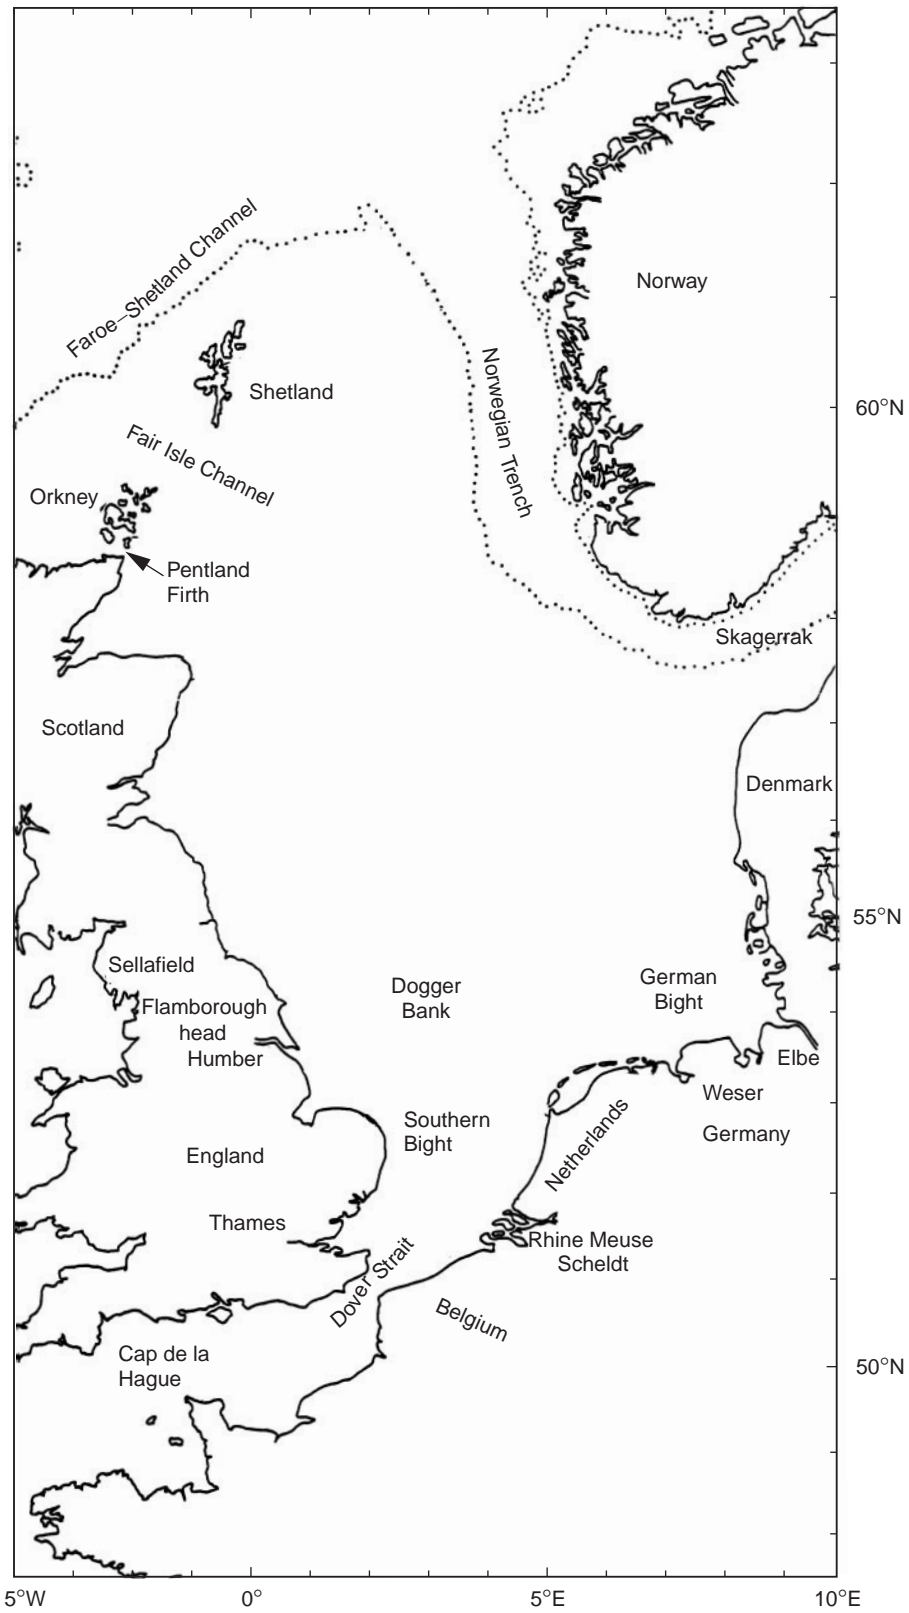 Faroe–Shetland Channel
Norway
Shetland
Norwegian Trench
60°N
Fair Isle Channel
Orkney
Pentland
Firth
Skagerrak
Scotland
Denmark
55°N
Sellafield
German
Bight
Dogger
Bank
Flamborough
head
Humber
Elbe
Weser
Southern
Bight
Netherlands
Germany
England
Thames
Rhine Meuse
Scheldt
Dover Strait
Belgium
Cap de la
Hague
50°N
5°W
0°
5°E
10°E